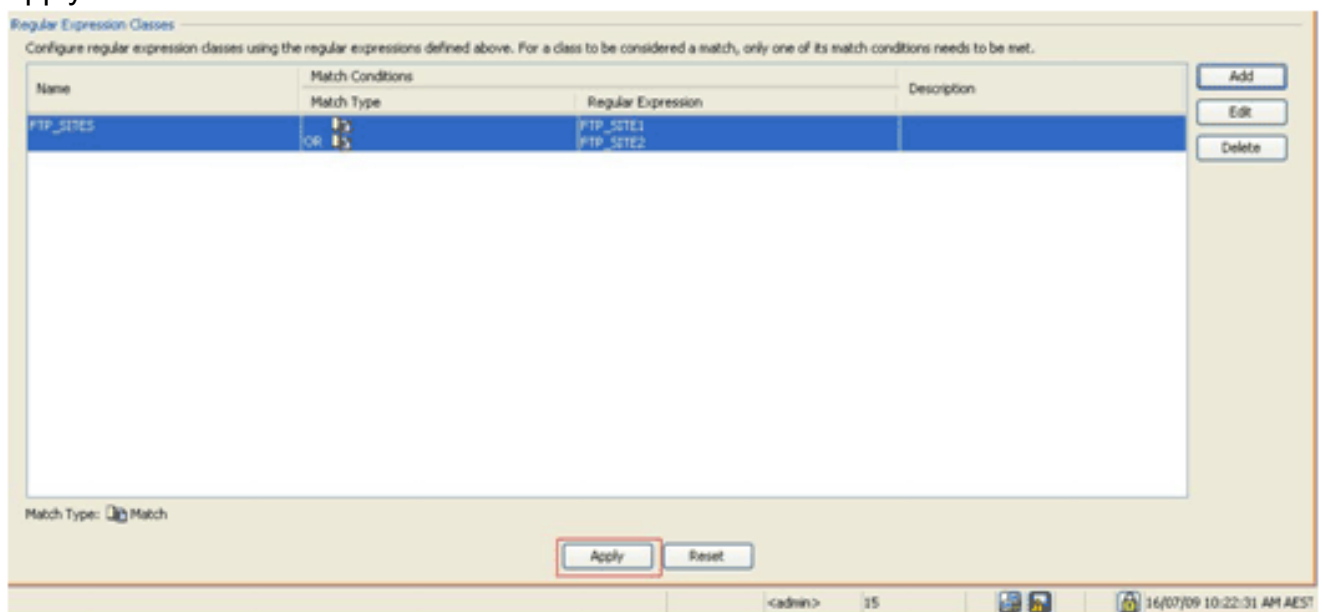 Regular Expression Classes
Configure regular expression classes using the regular expressions defined above. For a class to be considered a match, only one of its match conditions needs to be met.
Name
Match Conditions
Description
Match Type
Regular Expression
FTP_SITES
FTP_SITE1
OR
FTP_SITE2
Add
Edit
Delete
Match Type: Match
Apply
Reset
<admin>
15
16/07/09 10:22:31 AM AEST